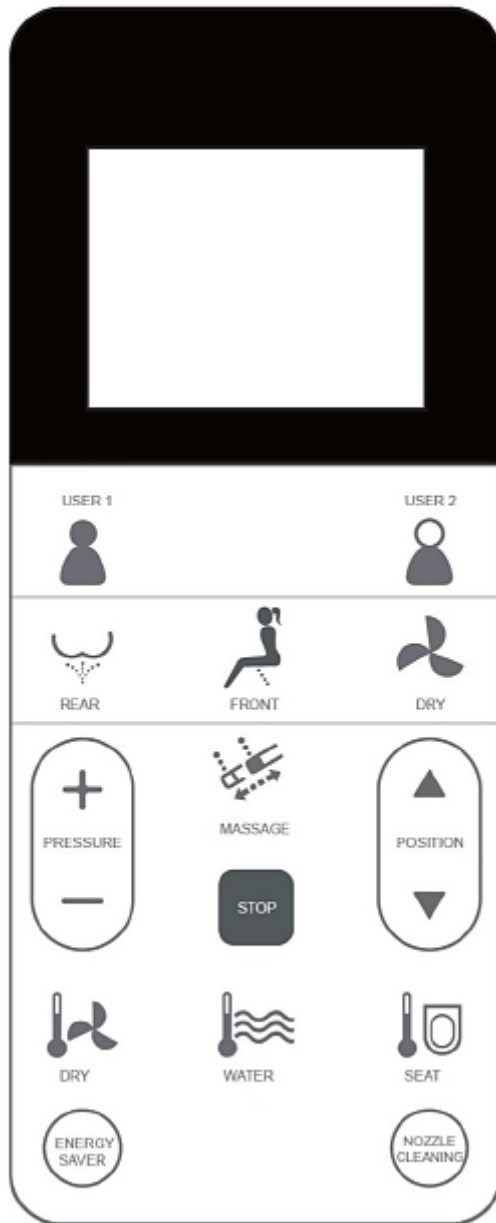 USER 1
USER 2
REAR
FRONT
DRY
PRESSURE
MASSAGE
POSITION
STOP
DRY
WATER
SEAT
ENERGY
SAVER
NOZZLE
CLEANING